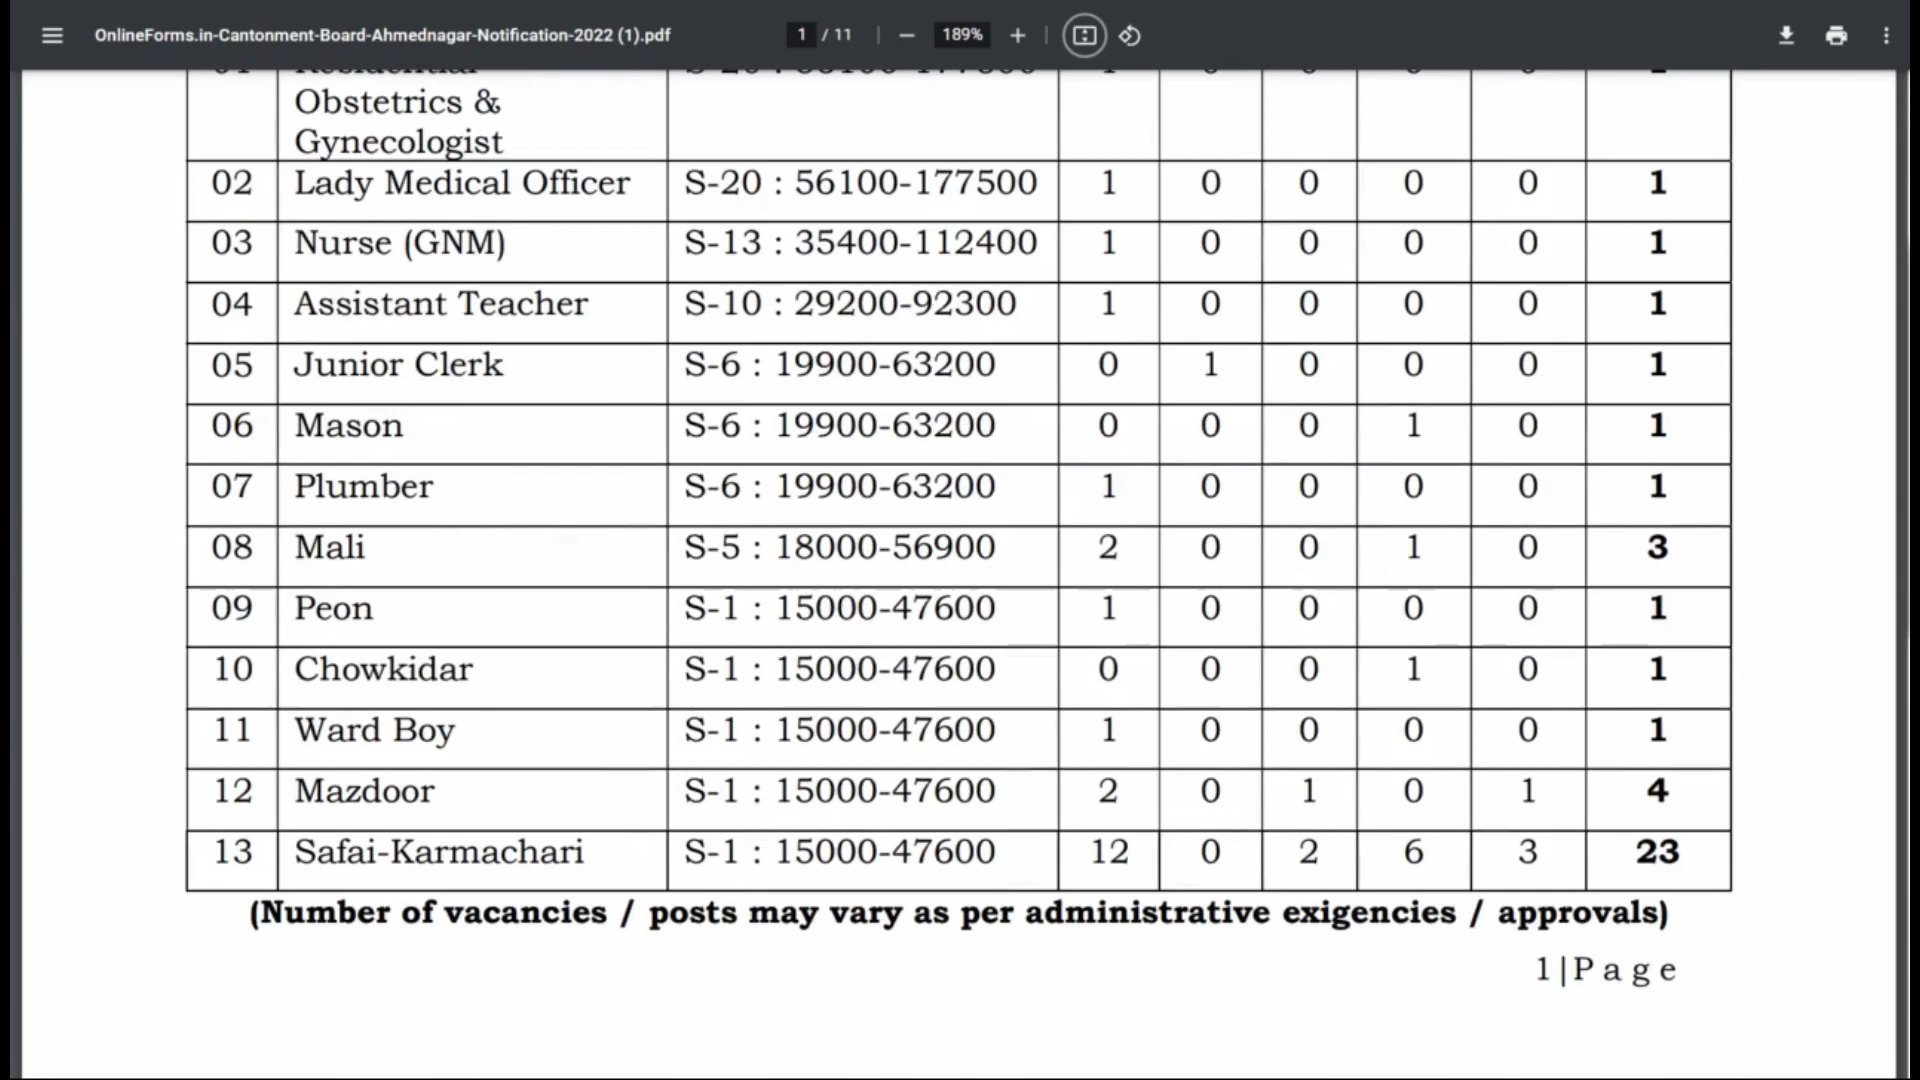 OnlineForms.in-Cantonment-Board-Ahmednagar-Notification-2022 (1).pdf 1 / 11 189%
Obstetrics &
Gynecologist
02 Lady Medical Officer S-20 : 56100-177500 1 0 0 0 0 1
03 Nurse (GNM) S-13 : 35400-112400 1 0 0 0 0 1
04 Assistant Teacher S-10 : 29200-92300 1 0 0 0 0 1
05 Junior Clerk S-6 : 19900-63200 0 1 0 0 0 1
06 Mason S-6 : 19900-63200 0 0 0 1 0 1
07 Plumber S-6 : 19900-63200 1 0 0 0 0 1
08 Mali S-5 : 18000-56900 2 0 0 1 0 3
09 Peon S-1 : 15000-47600 1 0 0 0 0 1
10 Chowkidar S-1 : 15000-47600 0 0 0 1 0 1
11 Ward Boy S-1 : 15000-47600 1 0 0 0 0 1
12 Mazdoor S-1 : 15000-47600 2 0 1 0 1 4
13 Safai-Karmachari S-1 : 15000-47600 12 0 2 6 3 23
(Number of vacancies / posts may vary as per administrative exigencies / approvals)
1|P a g e